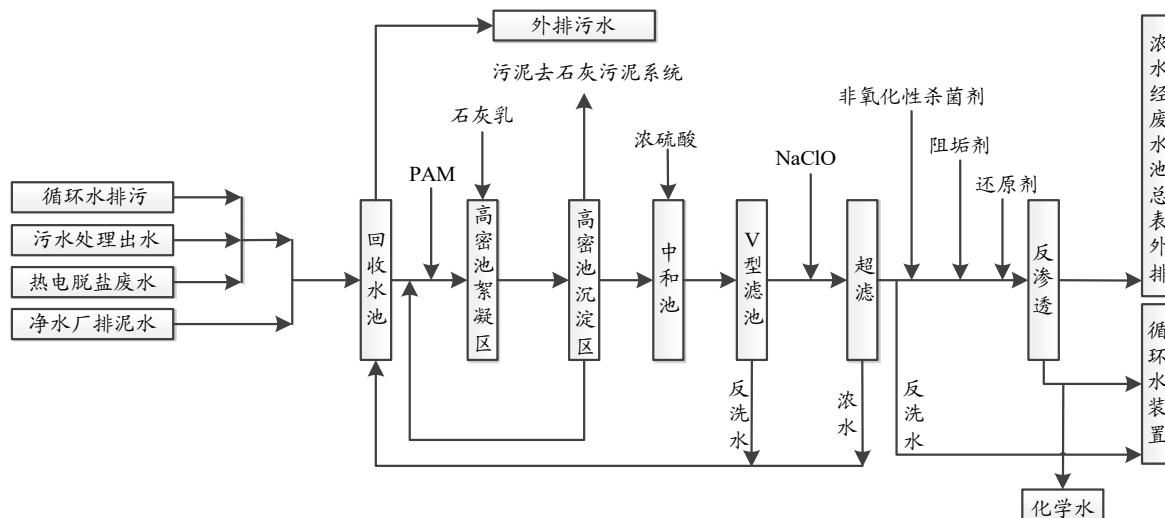 外排污水
污泥去石灰污泥系统
石灰乳
浓硫酸
PAM
NaClO
非氧化性杀菌剂
阻垢剂
还原剂
循环水排污
污水处理出水
热电脱盐废水
净水厂排泥水
回收水池
高密池絮凝区
高密池沉淀区
中和池
V型滤池
超滤
反渗透
浓水经废水池总表外排
循环水装置
反洗水
浓水
反洗水
化学水